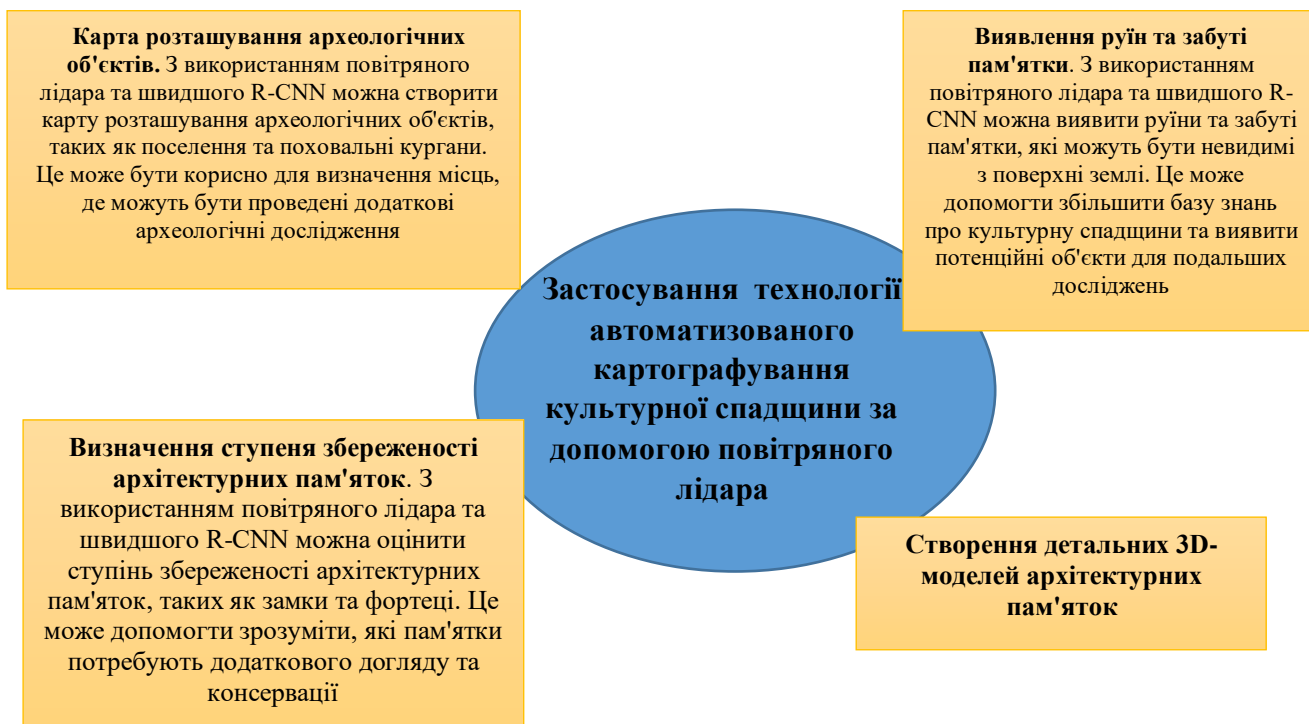 Карта розташування археологічних
об'єктів. З використанням повітряного
лідара та швидшого R-CNN можна створити
карту розташування археологічних об'єктів,
таких як поселення та поховальні кургани.
Це може бути корисно для визначення місць,
де можуть бути проведені додаткові
археологічні дослідження
Виявлення руїн та забуті
пам'ятки. З використанням
повітряного лідара та швидшого R-
CNN можна виявити руїни та забуті
пам'ятки, які можуть бути невидимі
з поверхні землі. Це може
допомогти збільшити базу знань
про культурну спадщину та виявити
потенційні об'єкти для подальших
досліджень
Застосування технології
автоматизованого
картографування
культурної спадщини за
допомогою повітряного
лідара
Визначення ступеня збереженості
архітектурних пам'яток. З
використанням повітряного лідара та
швидшого R-CNN можна оцінити
ступінь збереженості архітектурних
пам'яток, таких як замки та фортеці. Це
може допомогти зрозуміти, які пам'ятки
потребують додаткового догляду та
консервації
Створення детальних 3D-
моделей архітектурних
пам'яток